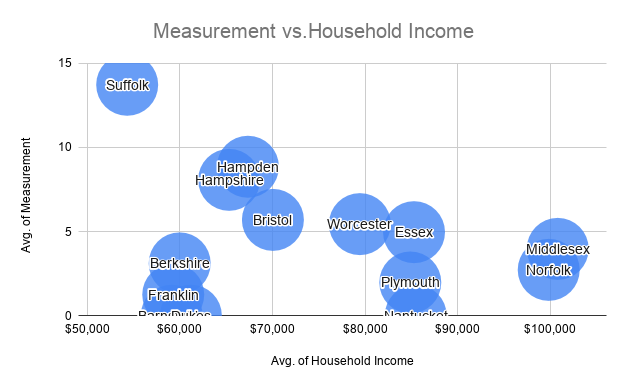 Measurement vs.Household Income
15
10
5
0
Avg. of Measurement
Suffolk
Hampden
Hampshire
Bristol
Worcester
Essex
Middlesex
Norfolk
Berkshire
Plymouth
Franklin
Dukes
Nantucket
$50,000 $60,000 $70,000 $80,000 $90,000 $100,000
Avg. of Household Income